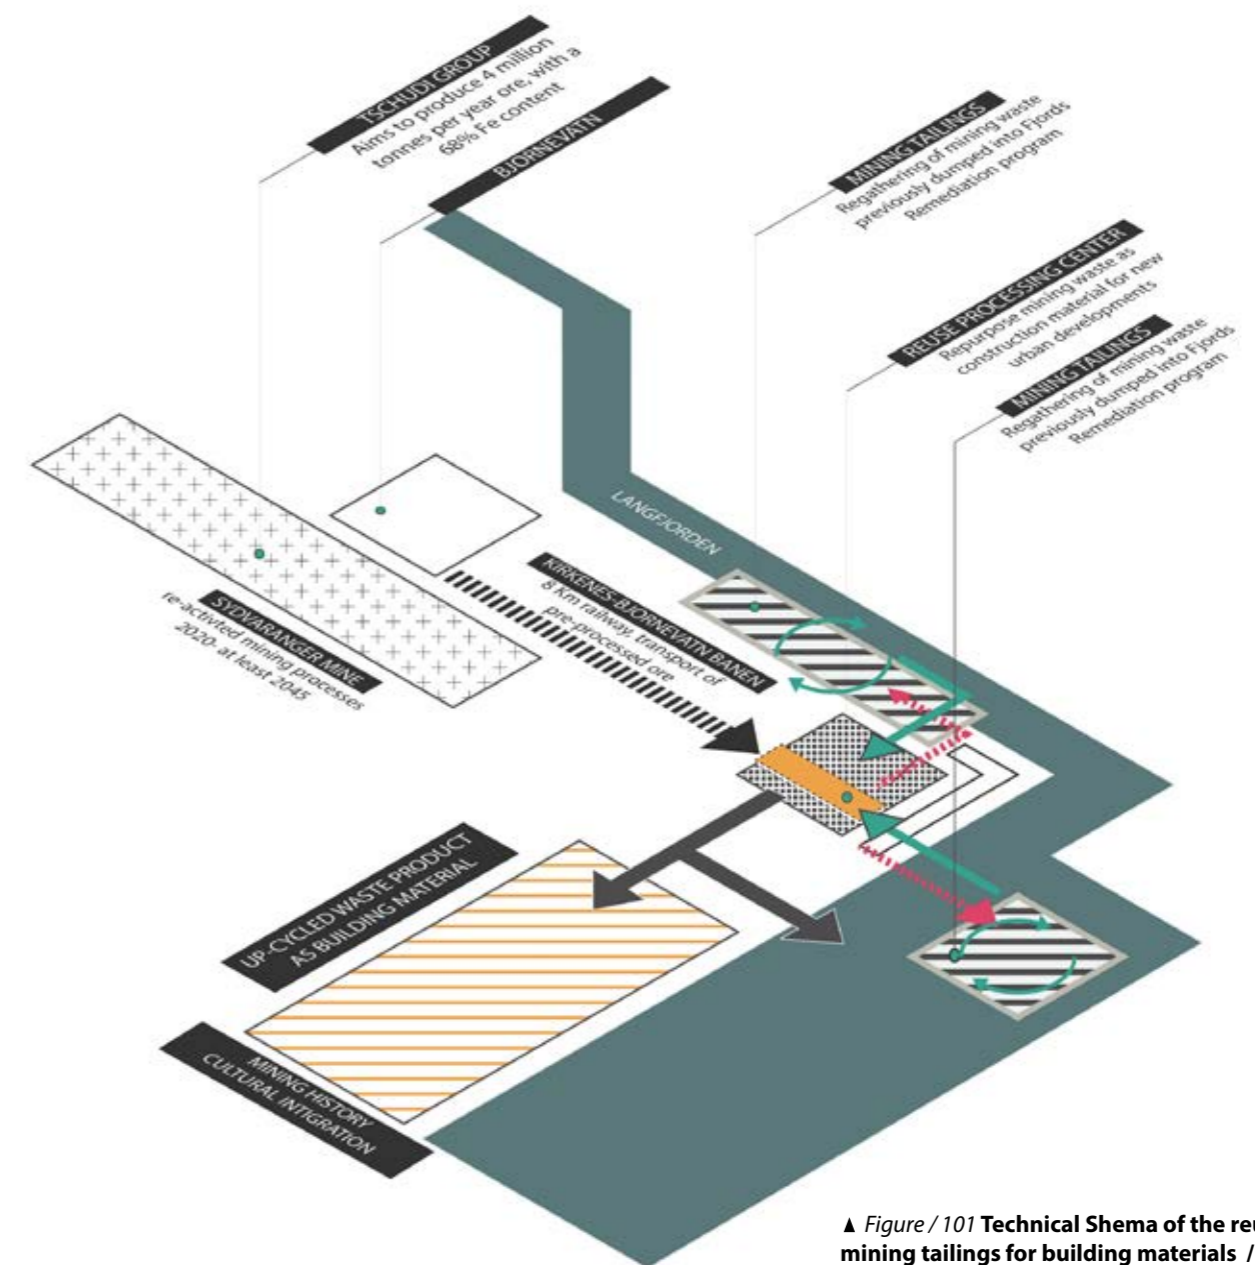 TSCHUDI GROUP
Aims to produce 4 million
tonnes per year ore, with a
68% Fe content
BJORNEVATN
MINING TAILINGS
Regathering of mining waste
previously dumped into Fjords
Remediation program
REUSE PROCESSING CENTER
Repurpose mining waste as
construction material for new
urban developments
MINING TAILINGS
Regathering of mining waste
previously dumped into Fjords
Remediation program
LANGFJORDEN
KIRKENES-BJORNEVATN BANEN
8 Km railway, transport of
pre-processed ore
SYDVARANGER MINE
re-activted mining processes
2020- at least 2045
UP-CYCLED WASTE PRODUCT
AS BUILDING MATERIAL
MINING HISTORY
CULTURAL INTIGRATION
▲ Figure / 101 Technical Shema of the reu
mining tailings for building materials /